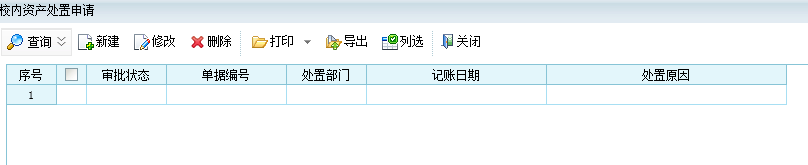 校内资产处置申请
查询 新建 修改 删除 打印 导出 列选 关闭
序号 审批状态 单据编号 处置部门 记账日期 处置原因
1